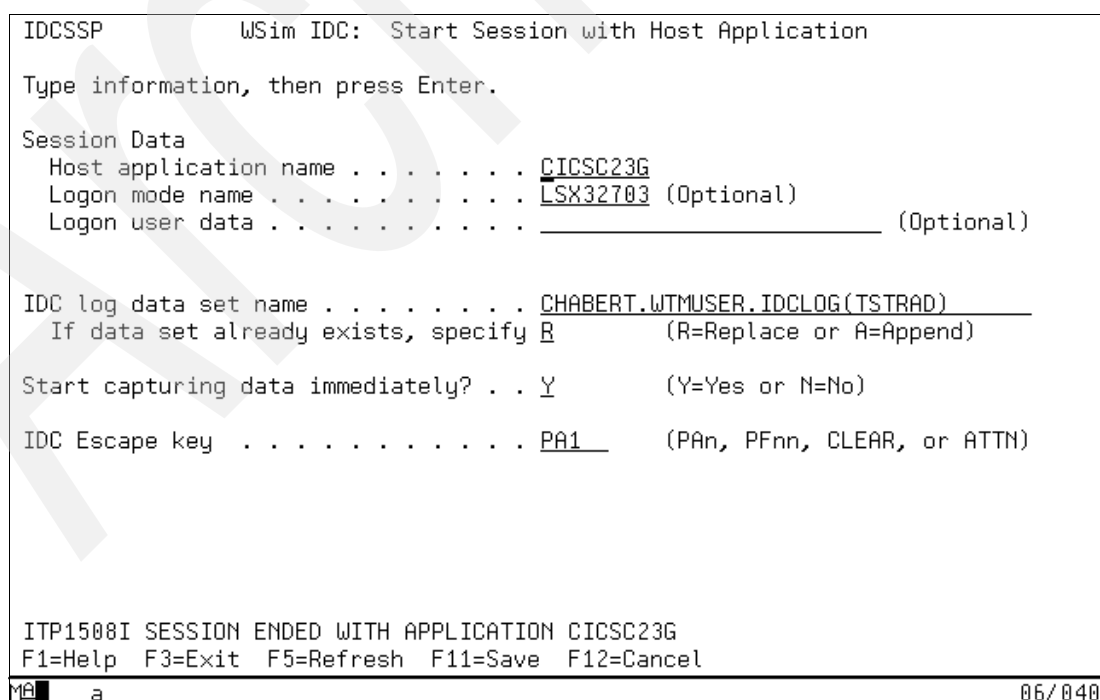 IDCSSP WSim IDC: Start Session with Host Application
Type information, then press Enter.
Session Data
Host application name . . . . . . . CICSC23G
Logon mode name . . . . . . . . . . LSX32703 (Optional)
Logon user data . . . . . . . . . . _________________________ (Optional)
IDC log data set name . . . . . . . . CHABERT.WTMUSER.IDCLOG(TSTRAD)
If data set already exists, specify R (R=Replace or A=Append)
Start capturing data immediately? . . Y (Y=Yes or N=No)
IDC Escape key . . . . . . . . . . . PA1 (PAn, PFnn, CLEAR, or ATTN)
ITP1508I SESSION ENDED WITH APPLICATION CICSC23G
F1=Help F3=Exit F5=Refresh F11=Save F12=Cancel
MA a 06/040